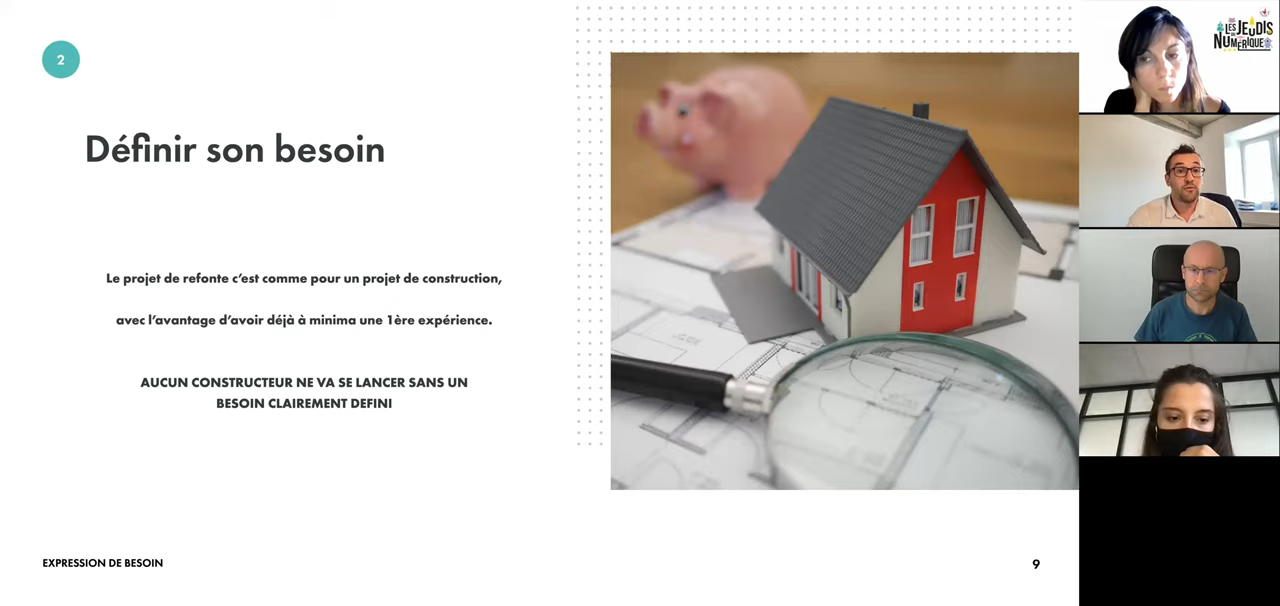 2
Définir son besoin
Le projet de refonte c’est comme pour un projet de construction,
avec l’avantage d’avoir déjà à minima une 1ère expérience.
AUCUN CONSTRUCTEUR NE VA SE LANCER SANS UN
BESOIN CLAIREMENT DEFINI
EXPRESSION DE BESOIN
9
LES JEUDIS
NUMERIQUE